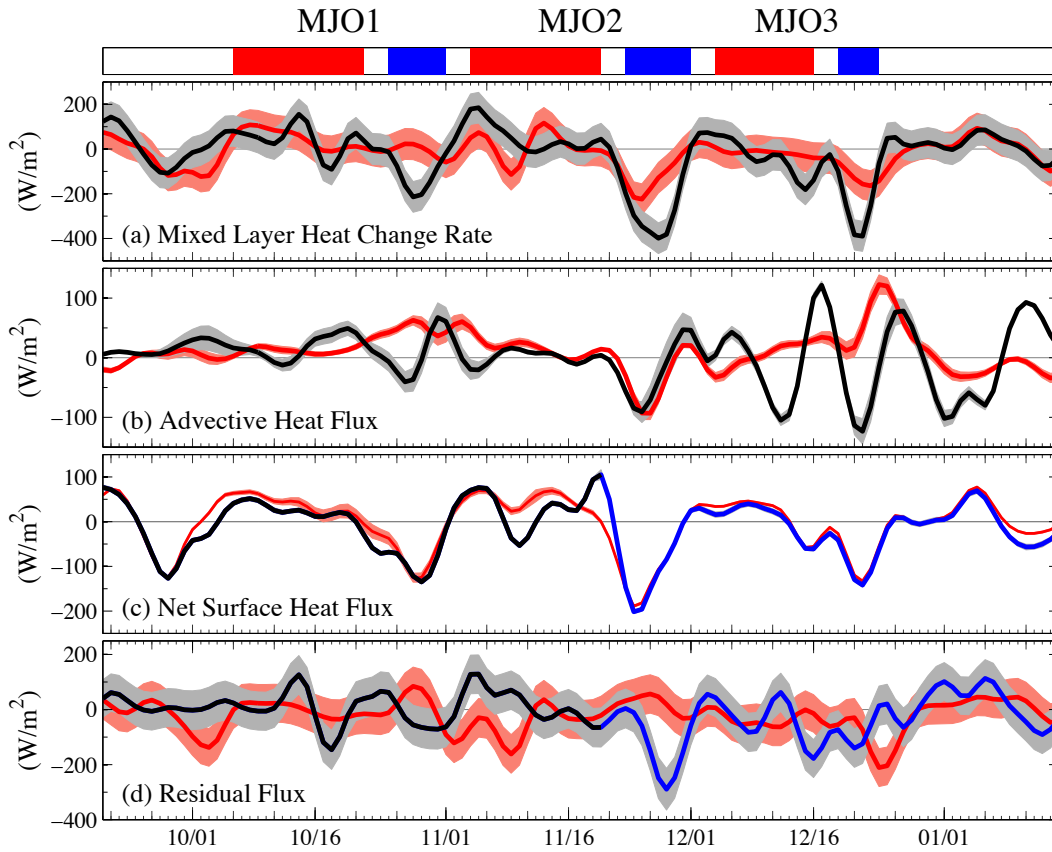 MJO1 MJO2 MJO3
200
0
−200
−400
(W/m²)
(a) Mixed Layer Heat Change Rate
100
0
−100
(W/m²)
(b) Advective Heat Flux
100
0
−100
−200
(W/m²)
(c) Net Surface Heat Flux
200
0
−200
−400
(W/m²)
(d) Residual Flux
10/01 10/16 11/01 11/16 12/01 12/16 01/01